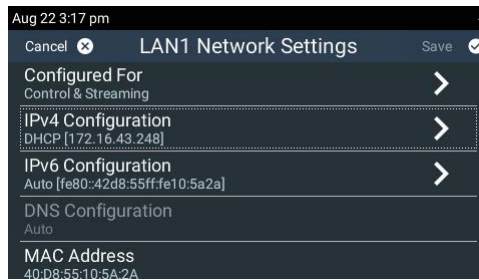 Aug 22 3:17 pm
Cancel LAN1 Network Settings Save
Configured For
Control & Streaming
IPv4 Configuration
DHCP [172.16.43.248]
IPv6 Configuration
Auto [fe80::42d8:55ff:fe10:5a2a]
DNS Configuration
Auto
MAC Address
40:D8:55:10:5A:2A